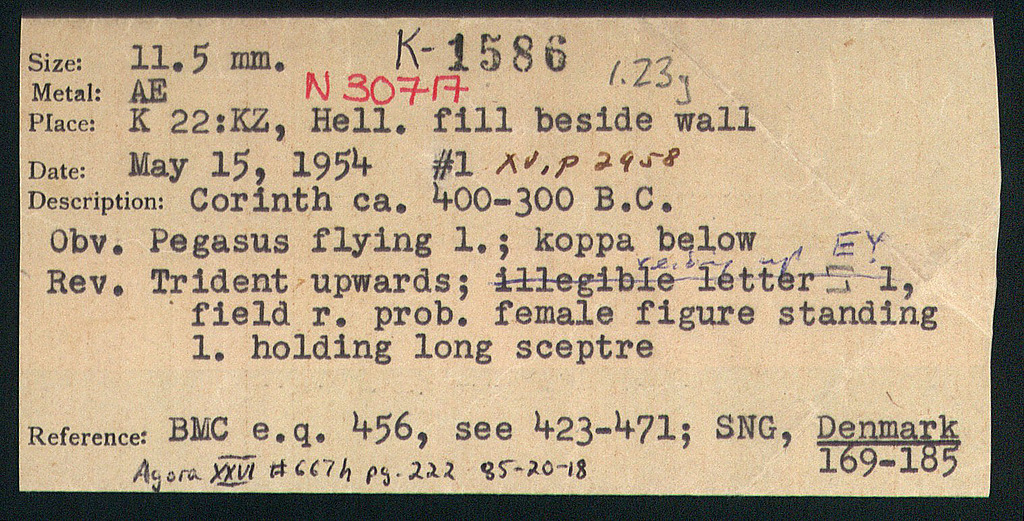 Size: 11.5 mm. K-1586 1.23g
Metal: AE N 30717
Place: K 22:KZ, Hell. fill beside wall
Date: May 15, 1954 #1 XV, p 2958
Description: Corinth ca. 400-300 B.C.
Obv. Pegasus flying l.; koppa below
EY
Rev. Trident upwards; illegible letter l,
field r. prob. female figure standing
l. holding long sceptre
Reference: BMC e.q. 456, see 423-471; SNG, Denmark
169-185
Agora XXVI #667h pg. 222 85-20-18